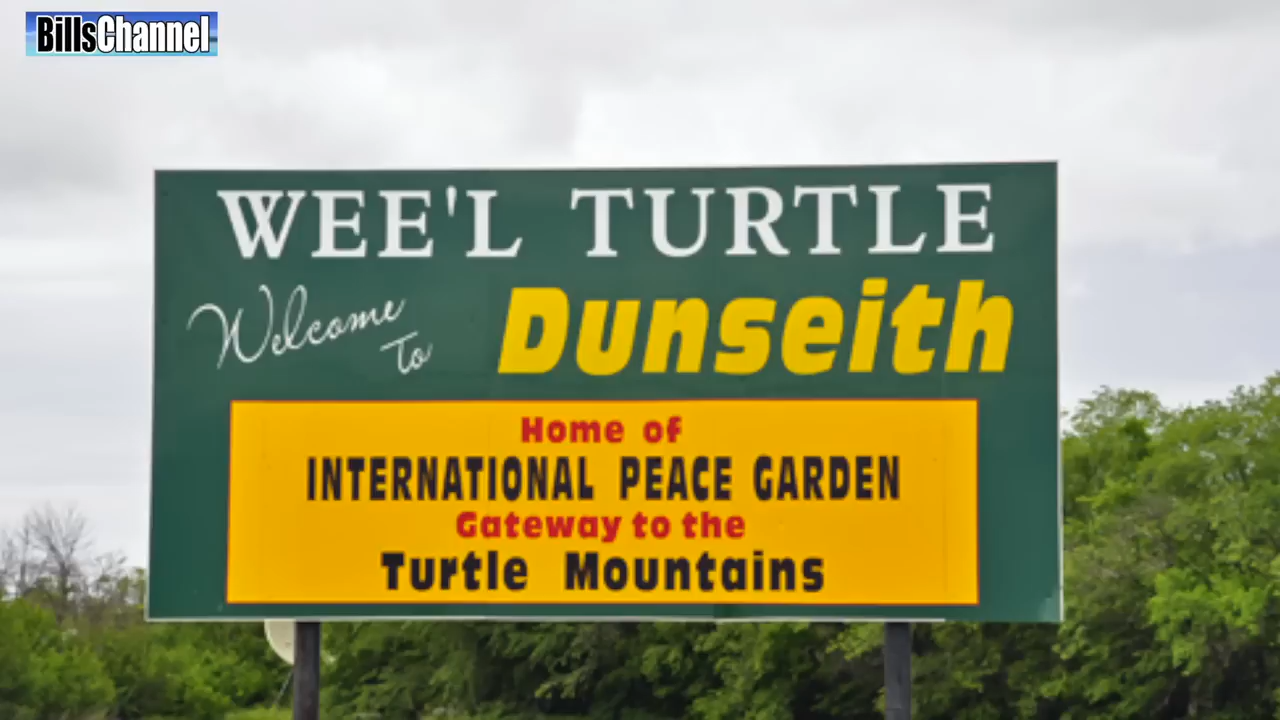 BillsChannel
WEE'L TURTLE
Welcome To Dunseith
Home of
INTERNATIONAL PEACE GARDEN
Gateway to the
Turtle Mountains